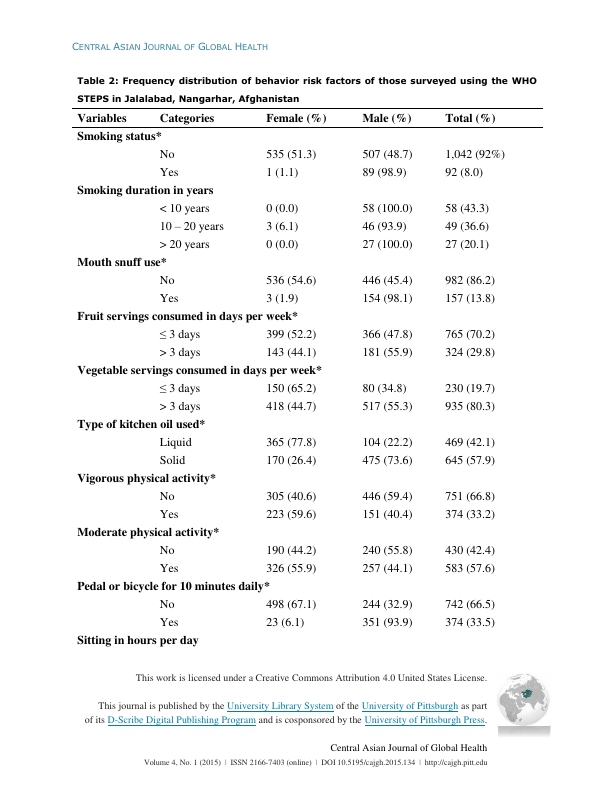 CENTRAL ASIAN JOURNAL OF GLOBAL HEALTH
Table 2: Frequency distribution of behavior risk factors of those surveyed using the WHO
STEPS in Jalalabad, Nangarhar, Afghanistan
Variables Categories Female (%) Male (%) Total (%)
Smoking status*
No 535 (51.3) 507 (48.7) 1,042 (92%)
Yes 1 (1.1) 89 (98.9) 92 (8.0)
Smoking duration in years
< 10 years 0 (0.0) 58 (100.0) 58 (43.3)
10 – 20 years 3 (6.1) 46 (93.9) 49 (36.6)
> 20 years 0 (0.0) 27 (100.0) 27 (20.1)
Mouth snuff use*
No 536 (54.6) 446 (45.4) 982 (86.2)
Yes 3 (1.9) 154 (98.1) 157 (13.8)
Fruit servings consumed in days per week*
≤ 3 days 399 (52.2) 366 (47.8) 765 (70.2)
> 3 days 143 (44.1) 181 (55.9) 324 (29.8)
Vegetable servings consumed in days per week*
≤ 3 days 150 (65.2) 80 (34.8) 230 (19.7)
> 3 days 418 (44.7) 517 (55.3) 935 (80.3)
Type of kitchen oil used*
Liquid 365 (77.8) 104 (22.2) 469 (42.1)
Solid 170 (26.4) 475 (73.6) 645 (57.9)
Vigorous physical activity*
No 305 (40.6) 446 (59.4) 751 (66.8)
Yes 223 (59.6) 151 (40.4) 374 (33.2)
Moderate physical activity*
No 190 (44.2) 240 (55.8) 430 (42.4)
Yes 326 (55.9) 257 (44.1) 583 (57.6)
Pedal or bicycle for 10 minutes daily*
No 498 (67.1) 244 (32.9) 742 (66.5)
Yes 23 (6.1) 351 (93.9) 374 (33.5)
Sitting in hours per day
This work is licensed under a Creative Commons Attribution 4.0 United States License.
This journal is published by the University Library System of the University of Pittsburgh as part
of its D-Scribe Digital Publishing Program and is cosponsored by the University of Pittsburgh Press.
Central Asian Journal of Global Health
Volume 4, No. 1 (2015) | ISSN 2166-7403 (online) | DOI 10.5195/cajgh.2015.134 | http://cajgh.pitt.edu